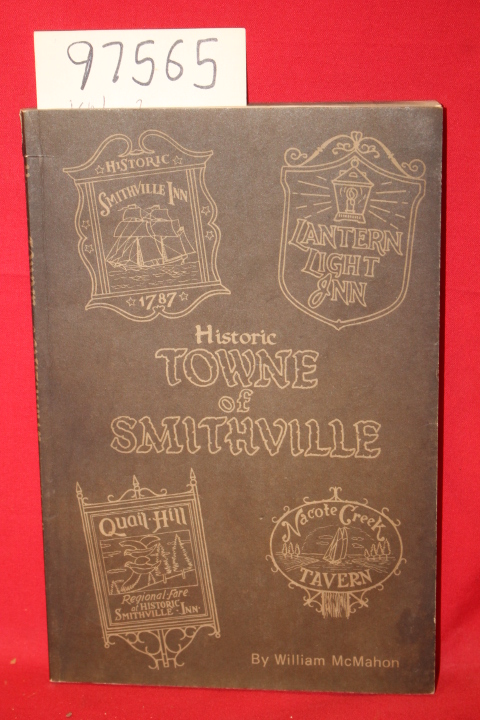 97565
HISTORIC
SMITHVILLE INN
1787
LANTERN
LIGHT
INN
Historic
TOWNE
of
SMITHVILLE
Quail-Hill
Regional Fare
of HISTORIC
SMITHVILLE-INN-
Nacote Creek
TAVERN
By William McMahon